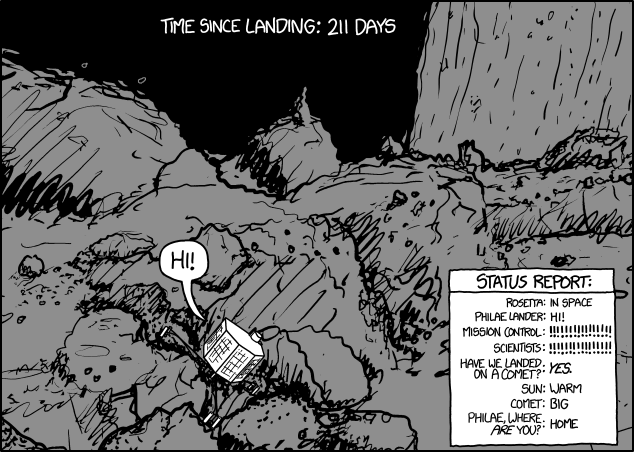 TIME SINCE LANDING: 211 DAYS
HI!
STATUS REPORT:
ROSETTA: IN SPACE
PHILAE LANDER: HI!
MISSION CONTROL: !!!!!!!!!!!!!!!!
SCIENTISTS: !!!!!!!!!!!!!!!!
HAVE WE LANDED
ON A COMET?: YES.
SUN: WARM
COMET: BIG
PHILAE, WHERE
ARE YOU?: HOME